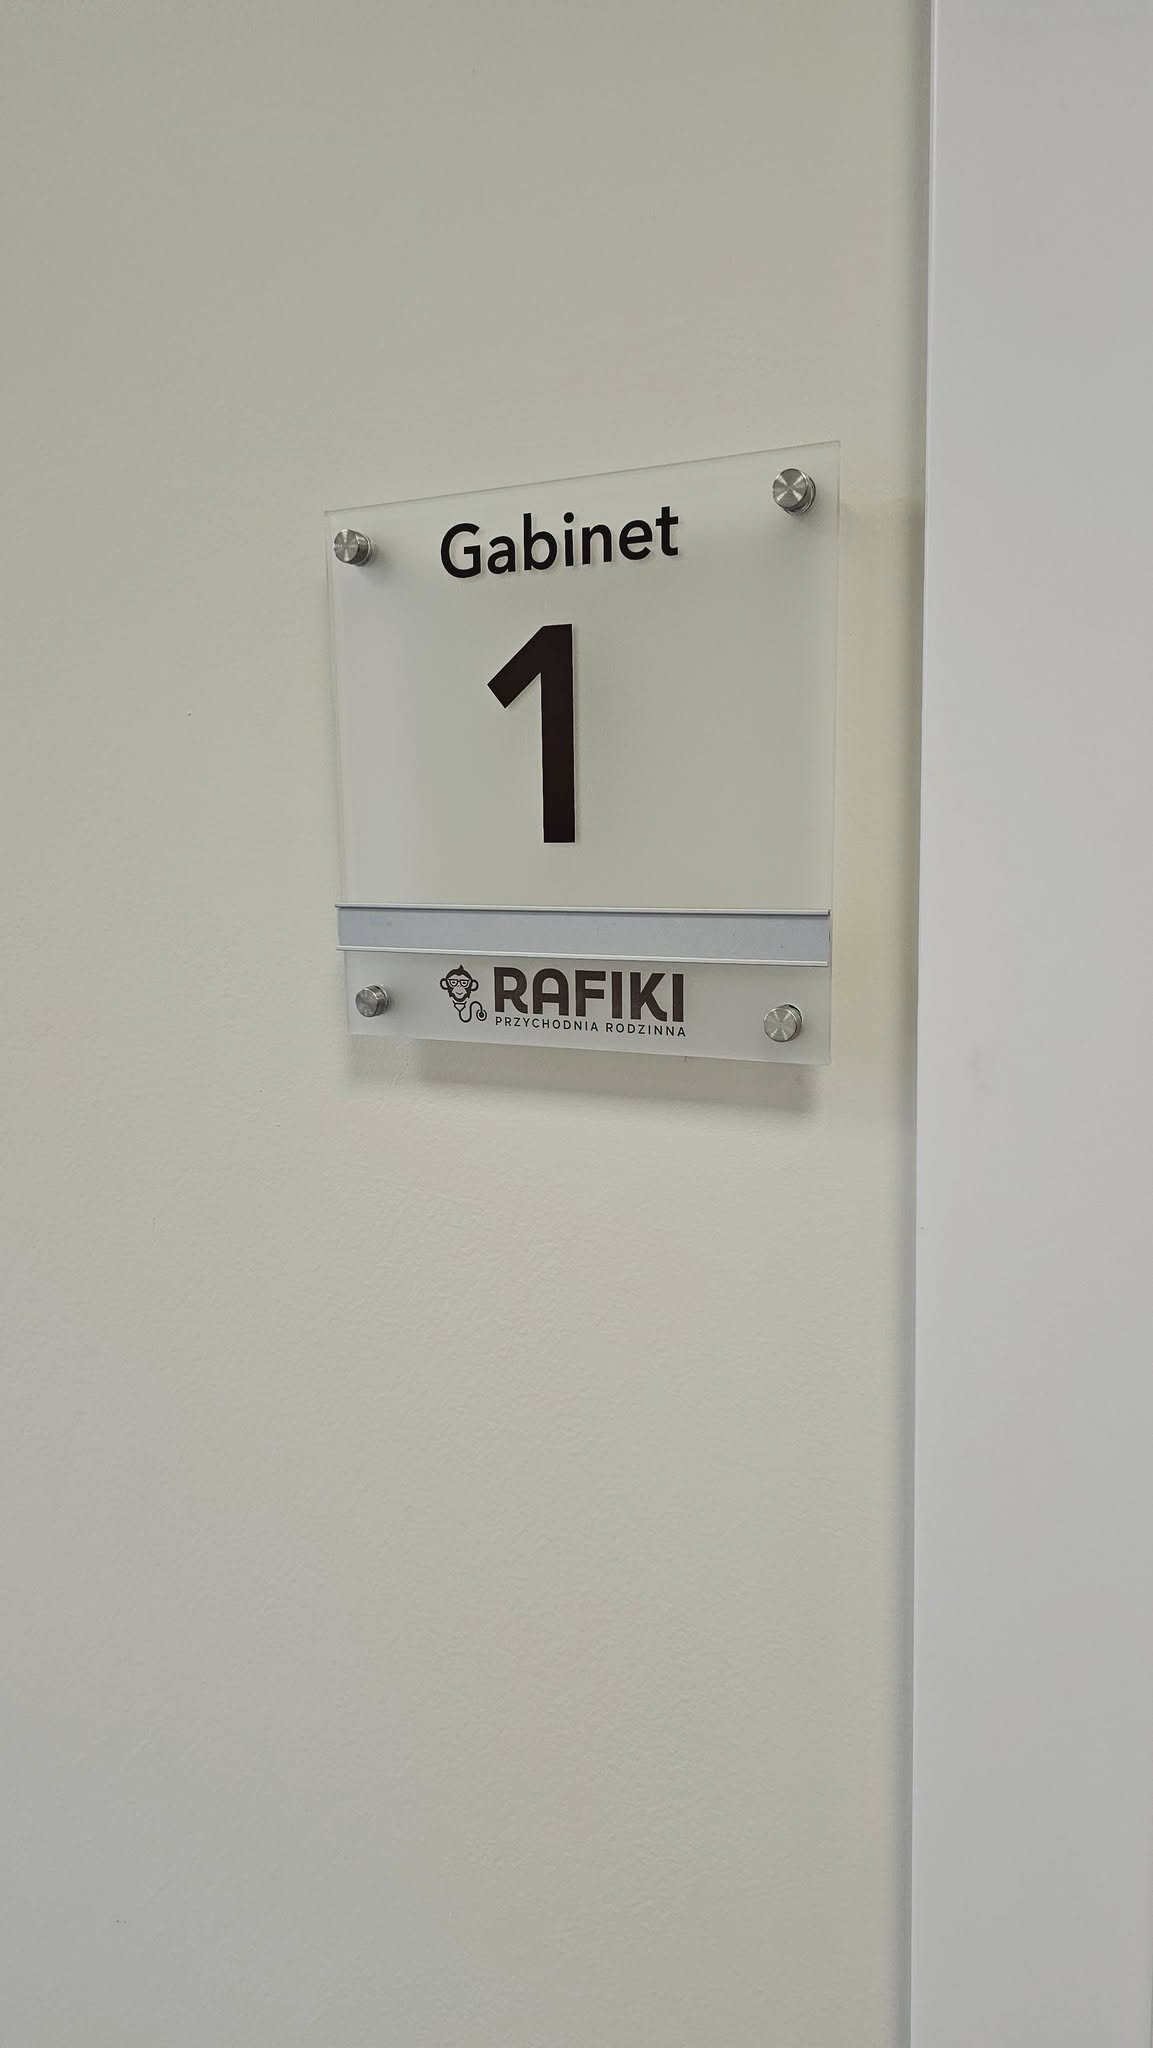 Gabinet
1
RAFIKI
PRZYCHODNIA RODZINNA